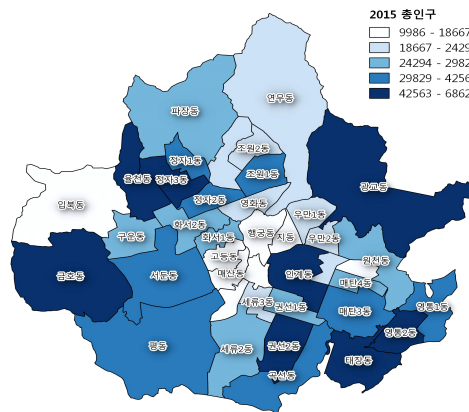 2015 총인구
9986 - 18667
18667 - 2429
24294 - 2982
29829 - 4256
42563 - 6862
연무동
파장동
조원2동
정자1동
조원1동
율천동
정자3동
광교동
정자2동
입북동
영화동
우만1동
화서2동
행궁동
지동
우만2동
구운동
화서1동
고등동
원천동
금호동
서둔동
매산동
인계동
매탄4동
세류3동
권선1동
매탄3동
영통1동
영통2동
평동
세류2동
권선2동
태장동
곡선동